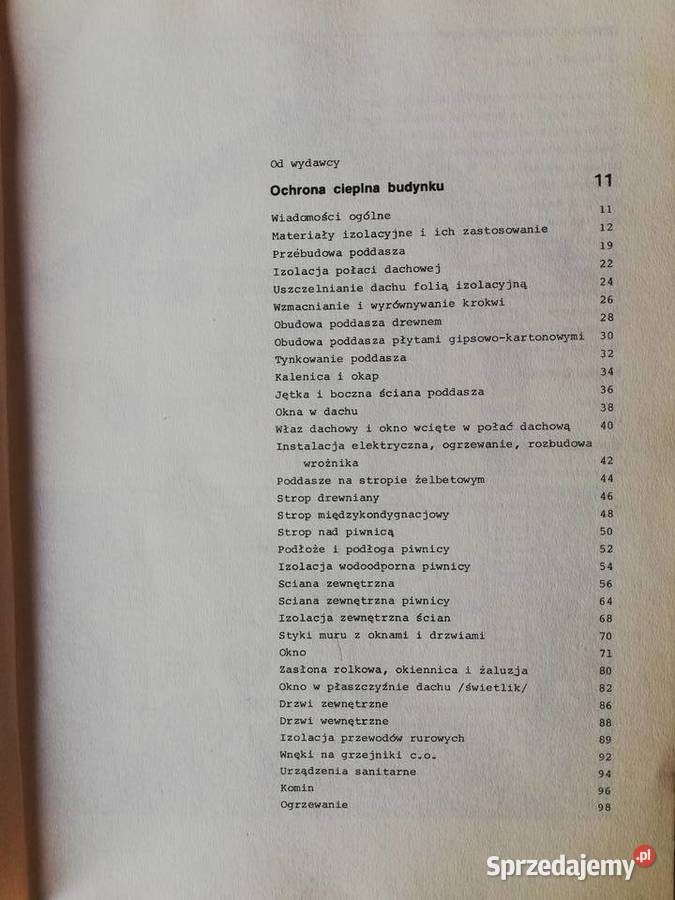 Od wydawcy
Ochrona cieplna budynku 11
Wiadomości ogólne 11
Materiały izolacyjne i ich zastosowanie 12
Przebudowa poddasza 19
Izolacja połaci dachowej 22
Uszczelnianie dachu folią izolacyjną 24
Wzmacnianie i wyrównywanie krokwi 26
Obudowa poddasza drewnem 28
Obudowa poddasza płytami gipsowo-kartonowymi 30
Tynkowanie poddasza 32
Kalenica i okap 34
Jętka i boczna ściana poddasza 36
Okna w dachu 38
Właz dachowy i okno wcięte w połać dachową 40
Instalacja elektryczna, ogrzewanie, rozbudowa
wrożnika 42
Poddasze na stropie żelbetowym 44
Strop drewniany 46
Strop międzykondygnacjowy 48
Strop nad piwnicą 50
Podłoże i podłoga piwnicy 52
Izolacja wodoodporna piwnicy 54
Sciana zewnętrzna 56
Sciana zewnętrzna piwnicy 64
Izolacja zewnętrzna ścian 68
Styki muru z oknami i drzwiami 70
Okno 71
Zasłona rolkowa, okiennica i żaluzja 80
Okno w płaszczyźnie dachu /świetlik/ 82
Drzwi zewnętrzne 86
Drzwi wewnętrzne 88
Izolacja przewodów rurowych 89
Wnęki na grzejniki c.o. 92
Urządzenia sanitarne 94
Komin 96
Ogrzewanie 98
Sprzedajemy.pl